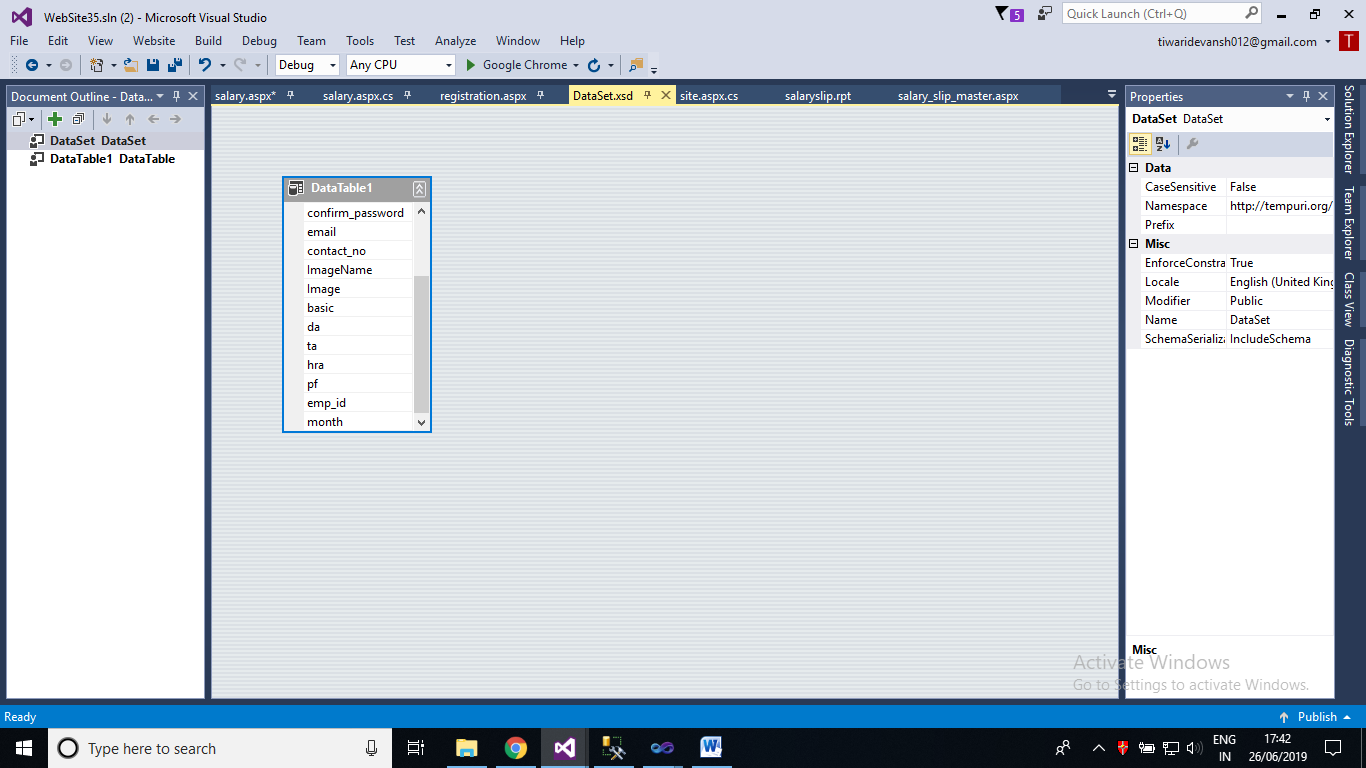 WebSite35.sln (2) - Microsoft Visual Studio
5
Quick Launch (Ctrl+Q)
File Edit View Website Build Debug Team Tools Test Analyze Window Help
tiwaridevansh012@gmail.com T
Debug Any CPU Google Chrome
Document Outline - Data...
salary.aspx* salary.aspx.cs registration.aspx DataSet.xsd site.aspx.cs salaryslip.rpt salary_slip_master.aspx
DataSet DataSet
DataTable1 DataTable
DataTable1
confirm_password
email
contact_no
ImageName
Image
basic
da
ta
hra
pf
emp_id
month
Properties
DataSet DataSet
Data
CaseSensitive False
Namespace http://tempuri.org/
Prefix
Misc
EnforceConstra True
Locale English (United King
Modifier Public
Name DataSet
SchemaSerializa IncludeSchema
Misc
Solution Explorer
Team Explorer
Class View
Diagnostic Tools
Activate Windows
Go to Settings to activate Windows.
Ready
Publish
Type here to search
ENG
IN
17:42
26/06/2019